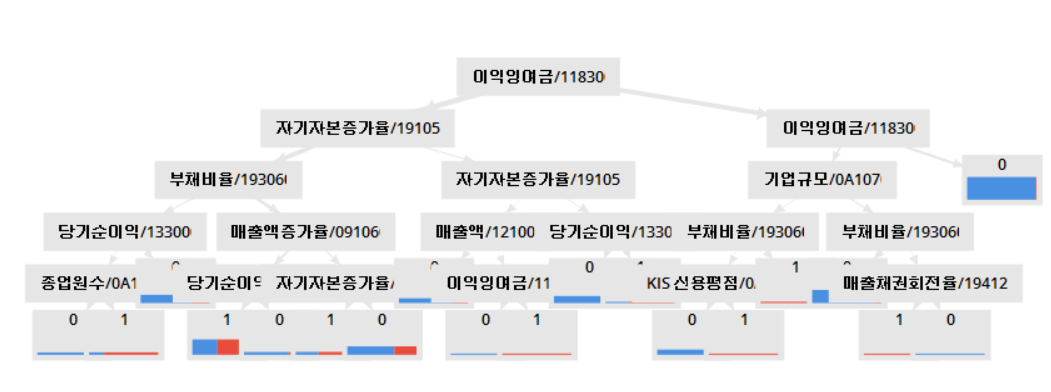 이익잉여금/11830
자기자본증가율/19105
이익잉여금/11830
부채비율/19306
자기자본증가율/19105
기업규모/0A107
0
당기순이익/13300
매출액증가율/09106
매출액/12100
당기순이익/1330
부채비율/19306
부채비율/19306
종업원수/0A1
당기순이익
자기자본증가율/
이익잉여금/11
0
KIS 신용평점/0
1
매출채권회전율/19412
0 1
1 0 1 0
0 1
0 1
1 0